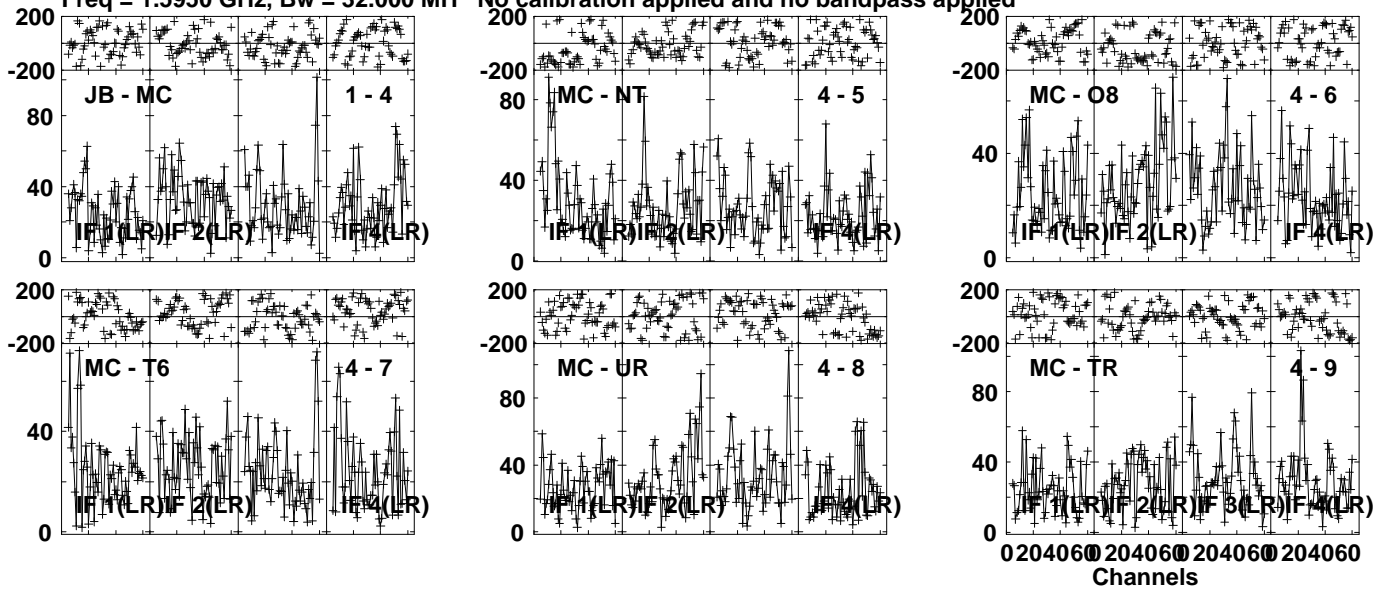 Freq = 1.5950 GHz, Bw = 32.000 MH No calibration applied and no bandpass applied
200
-200
JB - MC
1 - 4
80
40
0
IF 1(LR)
IF 2(LR)
IF 4(LR)
200
-200
MC - NT
4 - 5
80
40
0
IF 1(LR)
IF 2(LR)
IF 4(LR)
200
-200
MC - O8
4 - 6
40
0
IF 1(LR)
IF 2(LR)
IF 4(LR)
200
-200
MC - T6
4 - 7
40
0
IF 1(LR)
IF 2(LR)
IF 4(LR)
200
-200
MC - UR
4 - 8
80
40
0
IF 1(LR)
IF 2(LR)
IF 4(LR)
200
-200
MC - TR
4 - 9
80
40
0
IF 1(LR)
IF 2(LR)
IF 3(LR)
IF 4(LR)
0 20 40 60 0 20 40 60 0 20 40 60 0 20 40 60
Channels